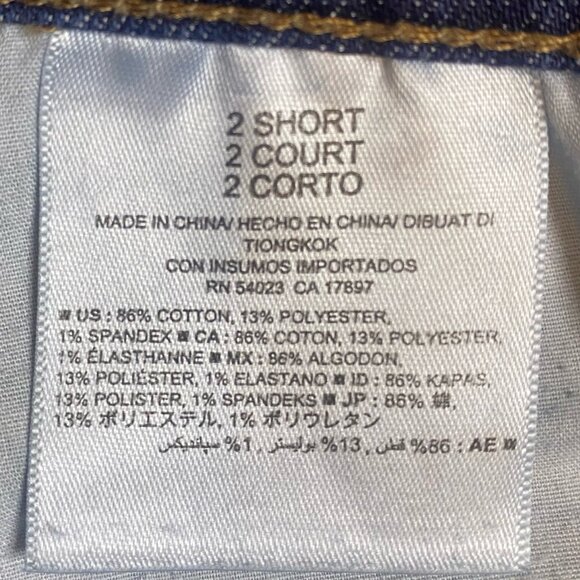 2 SHORT
2 COURT
2 CORTO
MADE IN CHINA/ HECHO EN CHINA/ DIBUAT DI
TIONGKOK
CON INSUMOS IMPORTADOS
RN 54023 CA 17897
■ US : 86% COTTON, 13% POLYESTER,
1% SPANDEX ■ CA : 86% COTON, 13% POLYESTER,
1% ÉLASTHANNE ■ MX : 86% ALGODON,
13% POLIÉSTER, 1% ELASTANO ■ ID : 86% KAPAS,
13% POLISTER, 1% SPANDEKS ■ JP : 86% 綿,
13% ポリエステル, 1% ポリウレタン
■ AE : 86% قطن, 13% بوليستر, 1% سباندیکس